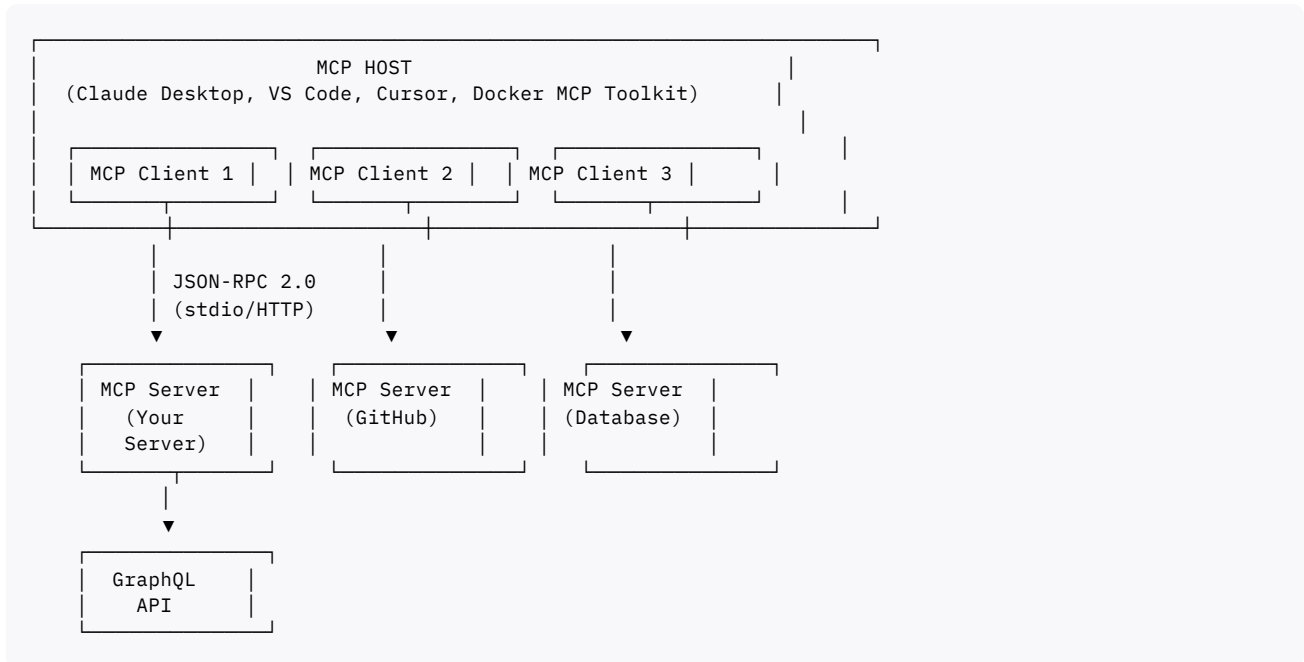 MCP HOST
(Claude Desktop, VS Code, Cursor, Docker MCP Toolkit)
MCP Client 1 MCP Client 2 MCP Client 3
JSON-RPC 2.0
(stdio/HTTP)
MCP Server MCP Server MCP Server
(Your (GitHub) (Database)
Server)
GraphQL
API